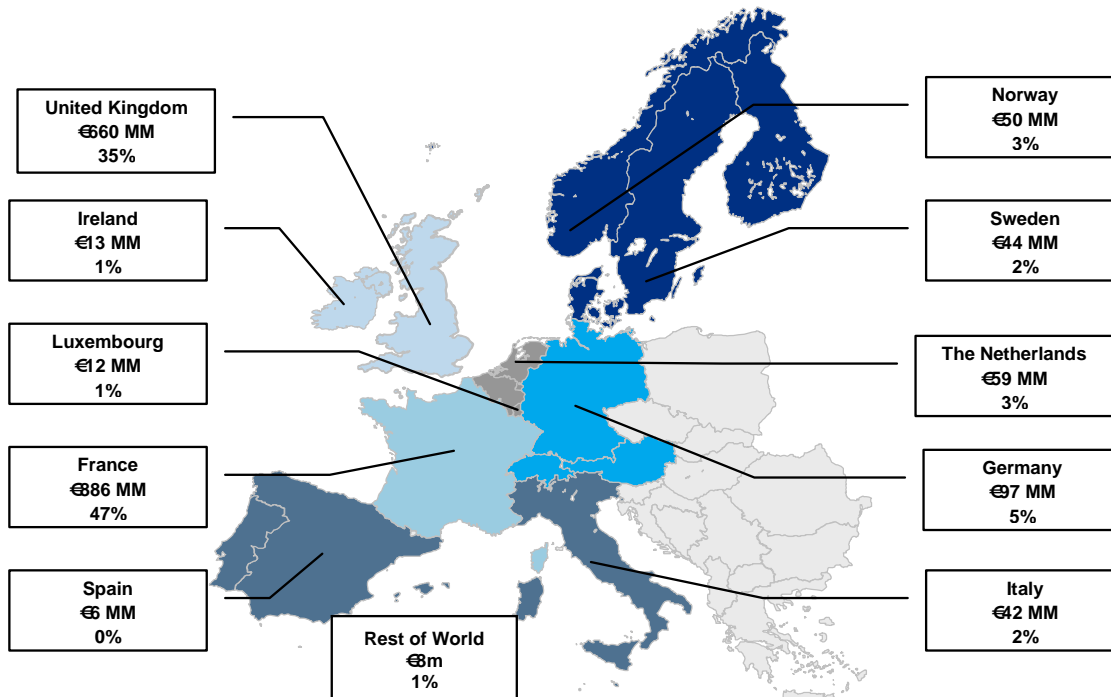 United Kingdom
€660 MM
35%
Ireland
€13 MM
1%
Luxembourg
€12 MM
1%
France
€886 MM
47%
Spain
€6 MM
0%
Rest of World
€8m
1%
Norway
€50 MM
3%
Sweden
€44 MM
2%
The Netherlands
€59 MM
3%
Germany
€97 MM
5%
Italy
€42 MM
2%